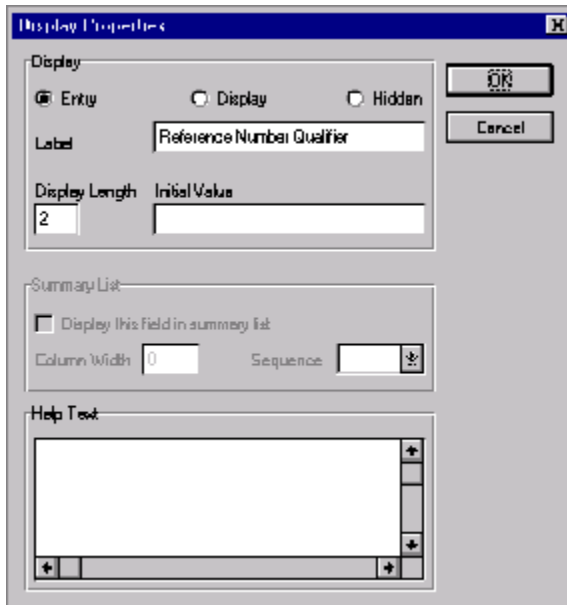 Display Properties
Display
Entry Display Hidden
Label Reference Number Qualifier
Display Length Initial Value
2
OK
Cancel
Summary List
Display this field in summary list
Column Width 0 Sequence
Help Text